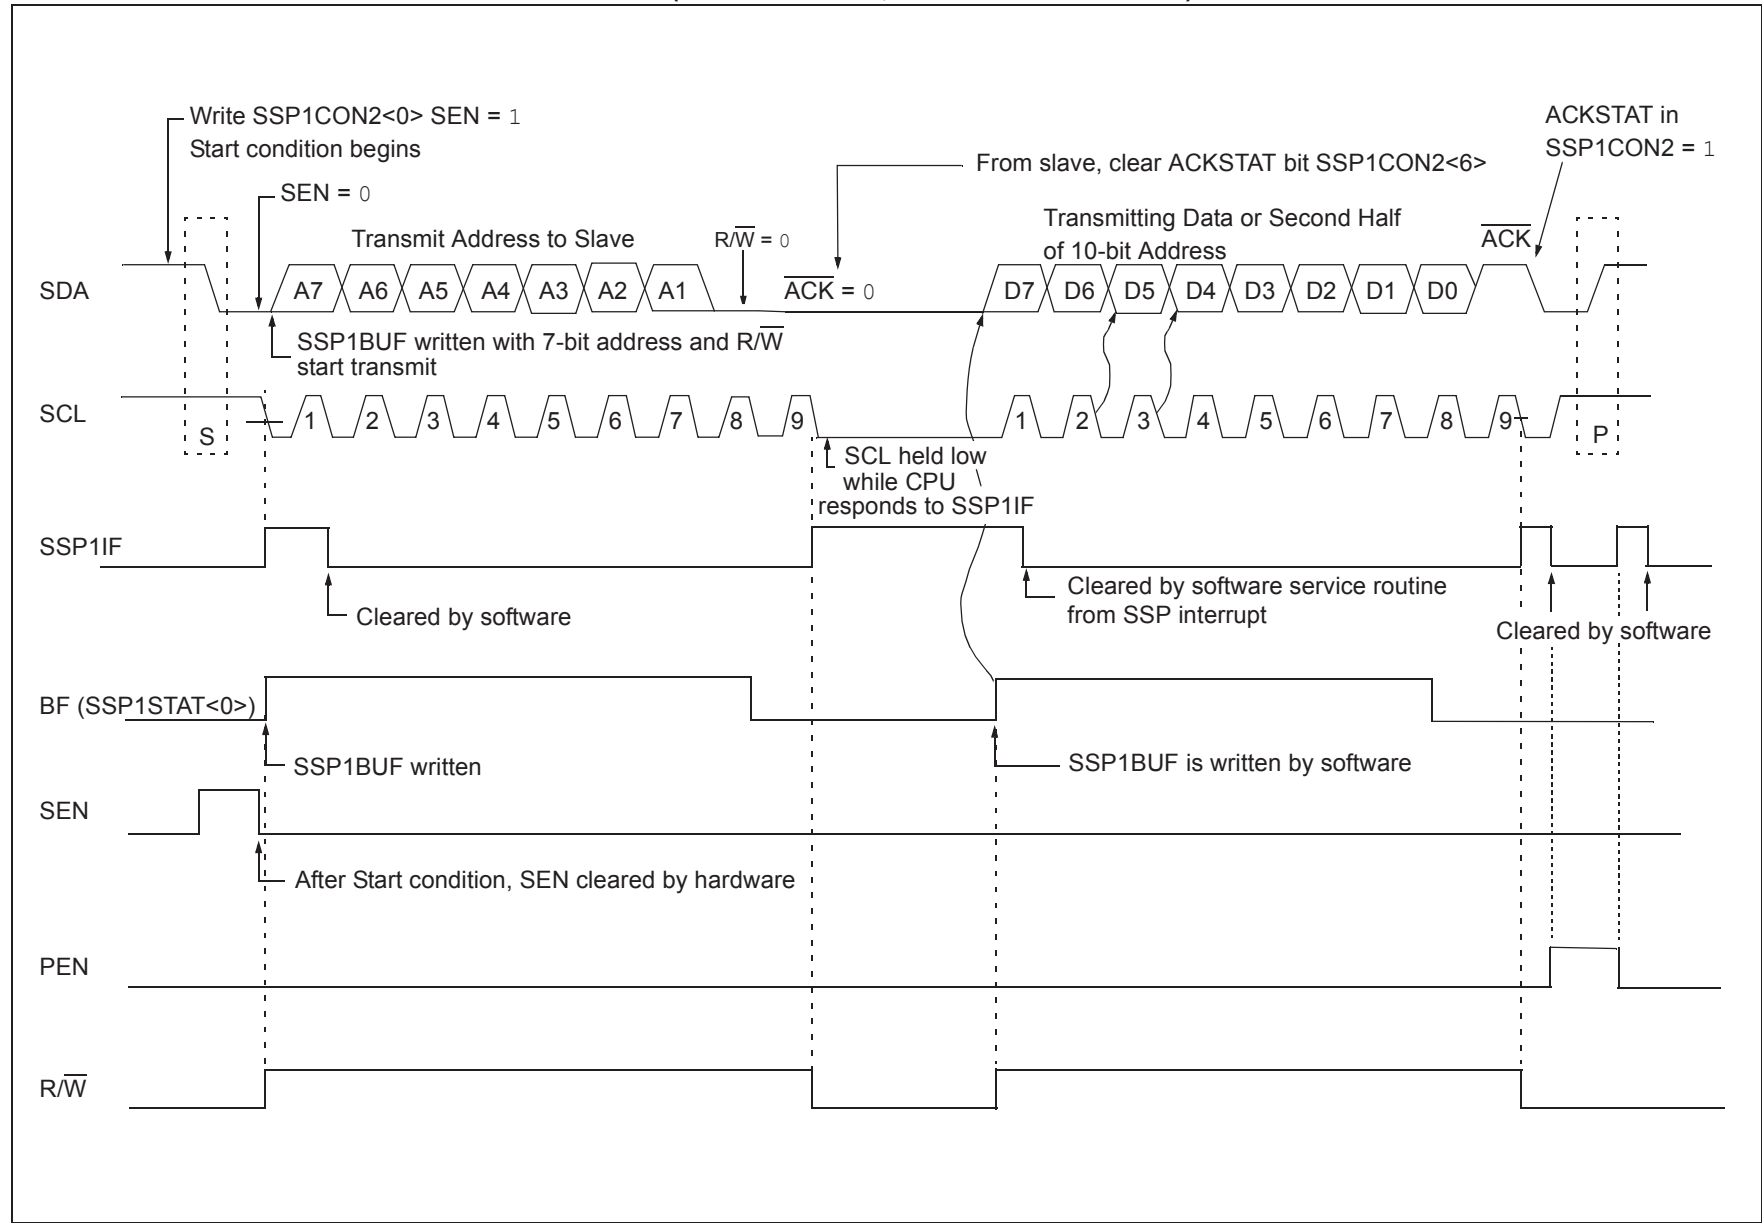 Write SSP1CON2<0> SEN = 1
Start condition begins
ACKSTAT in
SSP1CON2 = 1
From slave, clear ACKSTAT bit SSP1CON2<6>
SEN = 0
Transmitting Data or Second Half
of 10-bit Address
Transmit Address to Slave
R/W̅ = 0
A̅C̅K̅
SDA
A7 A6 A5 A4 A3 A2 A1
A̅C̅K̅ = 0
D7 D6 D5 D4 D3 D2 D1 D0
SSP1BUF written with 7-bit address and R/W̅
start transmit
SCL
S
1 2 3 4 5 6 7 8 9
1 2 3 4 5 6 7 8 9
P
SCL held low
while CPU
responds to SSP1IF
SSP1IF
Cleared by software
Cleared by software service routine
from SSP interrupt
Cleared by software
BF (SSP1STAT<0>)
SSP1BUF written
SSP1BUF is written by software
SEN
After Start condition, SEN cleared by hardware
PEN
R/W̅